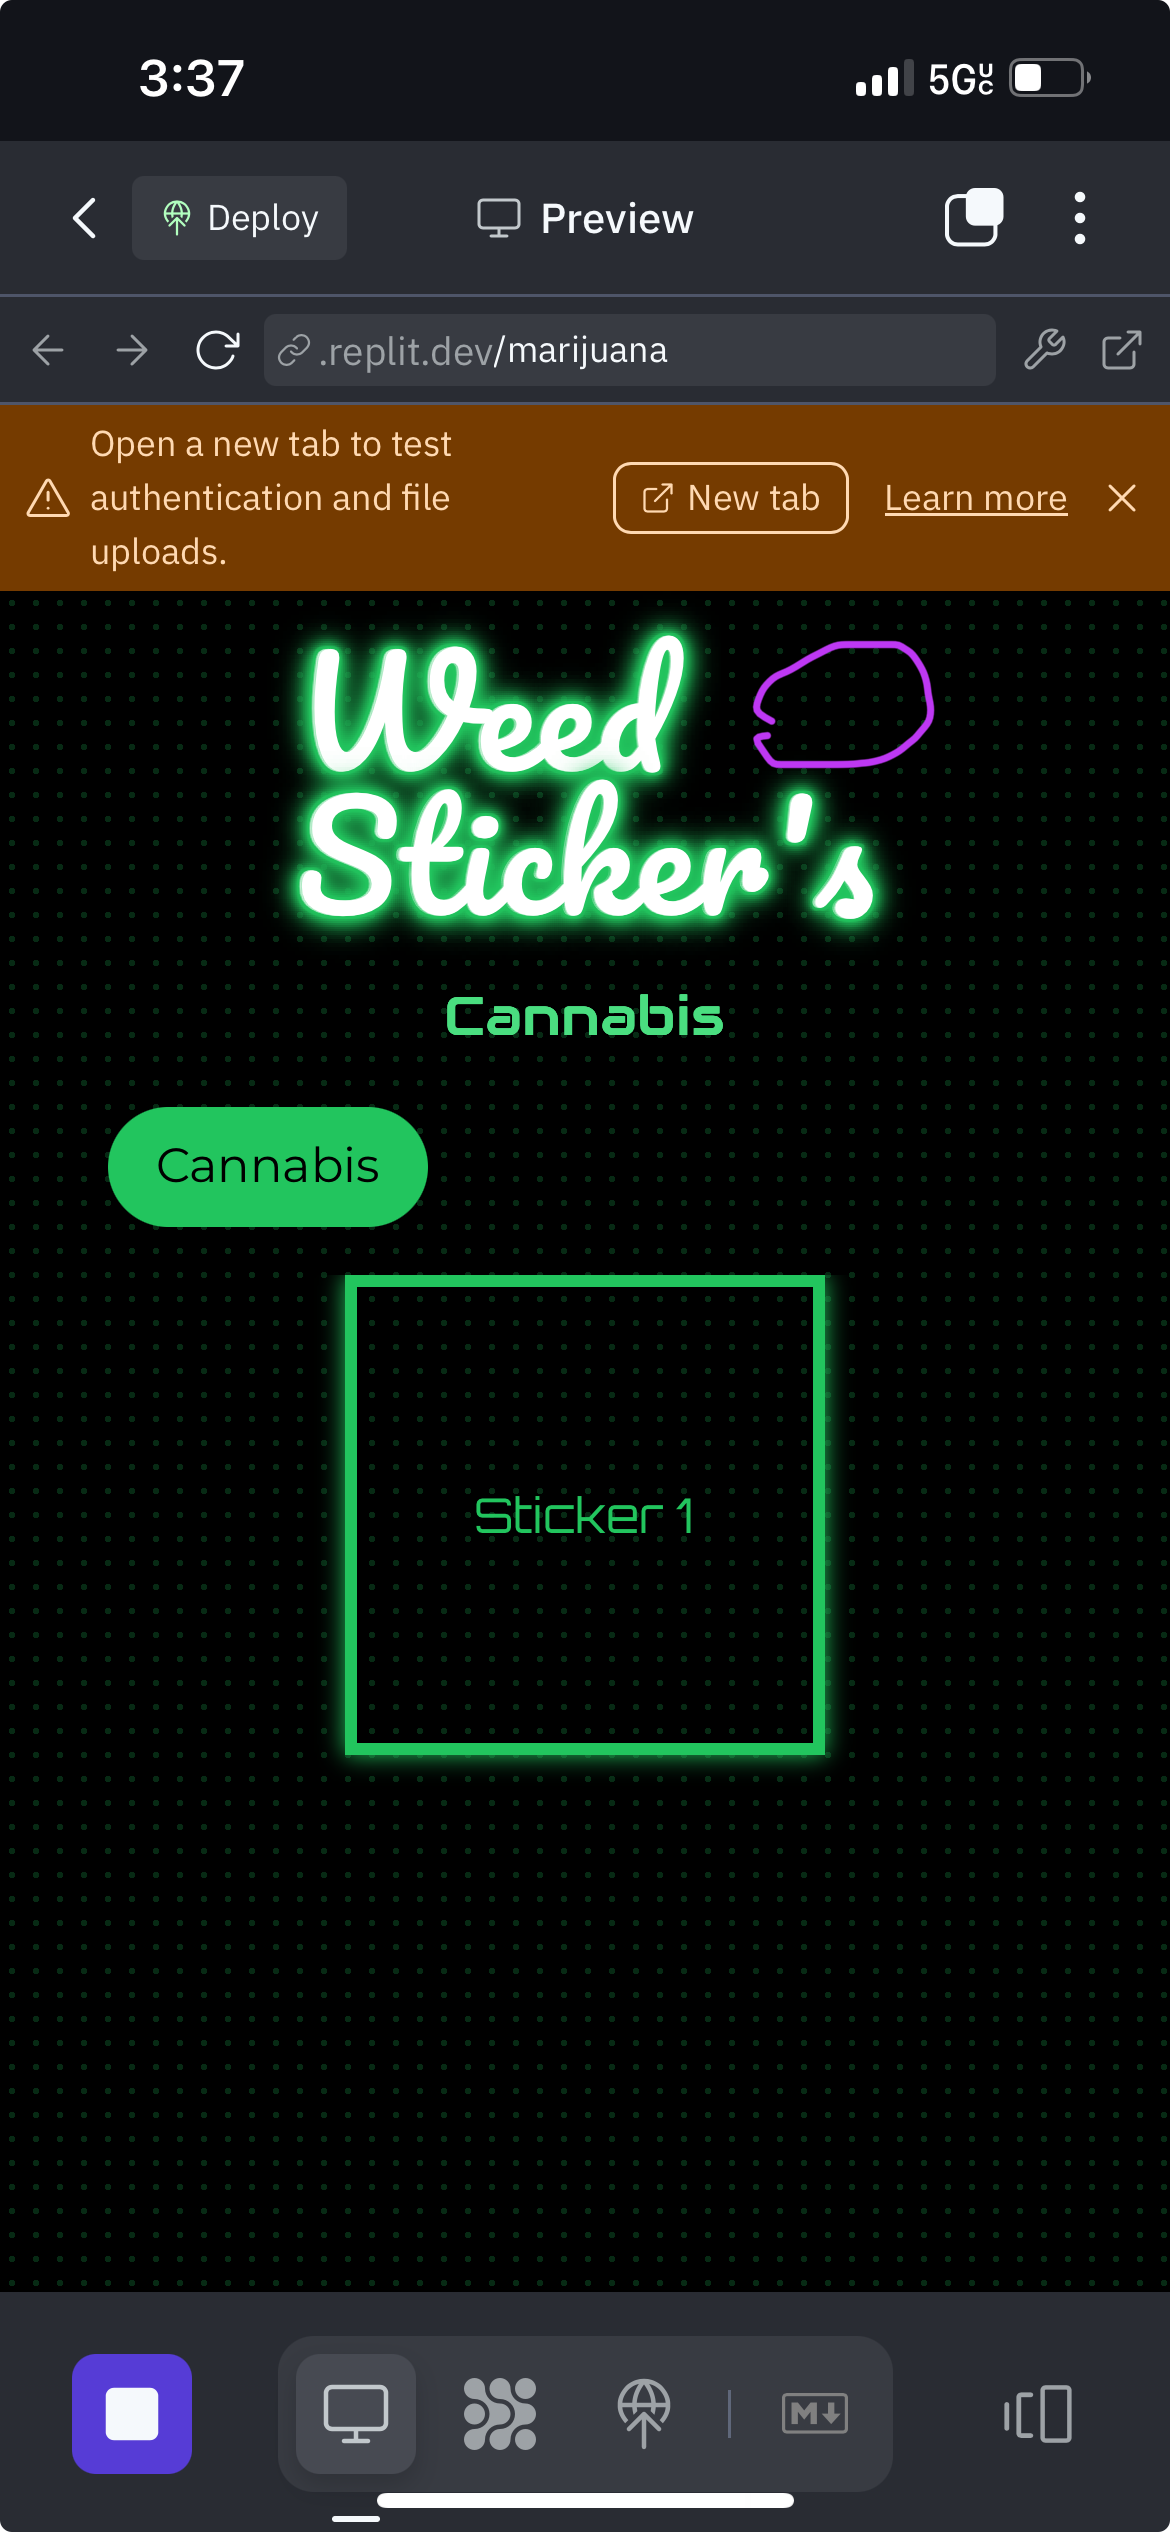 3:37
5G UC
Deploy
Preview
.replit.dev/marijuana
Open a new tab to test
authentication and file
uploads.
New tab
Learn more
Weed
Sticker's
Cannabis
Cannabis
Sticker 1
M